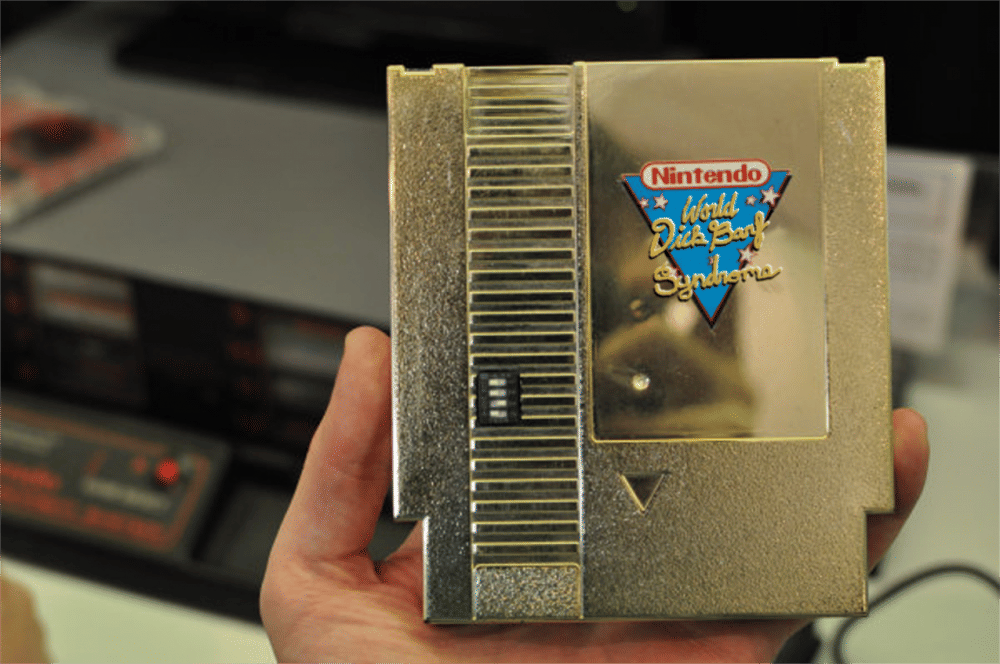 Nintendo
World
Dick Barf
Syndrome